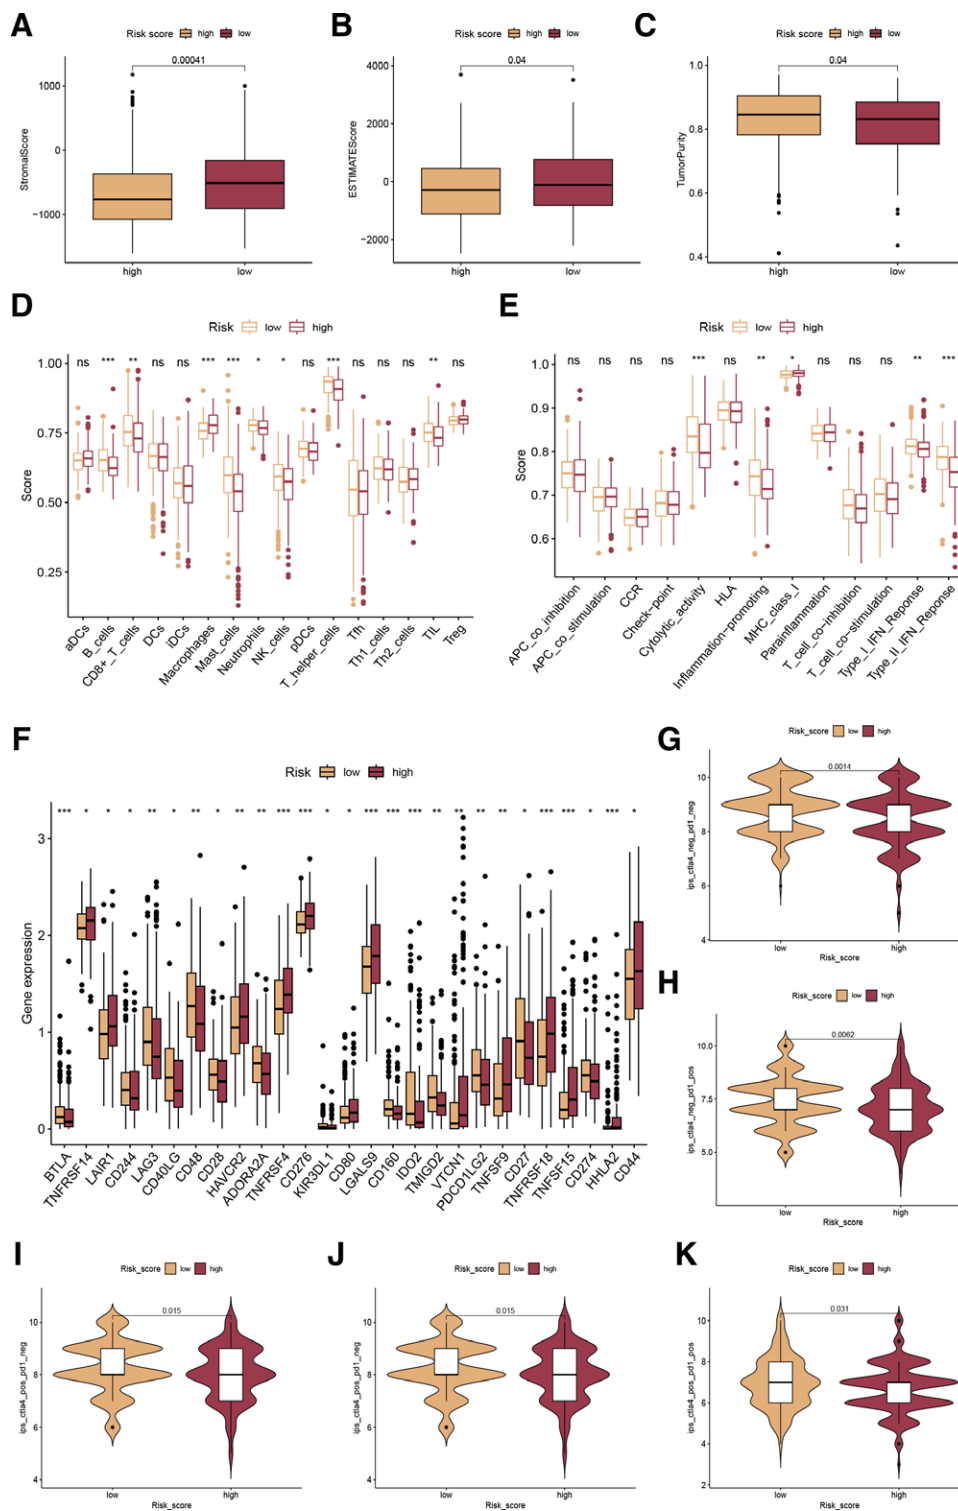 A
Risk score high low
0.00041
1000
0
−1000
StromalScore
high low
B
Risk score high low
0.04
4000
2000
0
−2000
ESTIMATEScore
high low
C
Risk score high low
0.04
1.0
0.8
0.6
0.4
TumorPurity
high low
D
Risk low high
ns *** ** ns ns *** *** * * ns *** ns ns ns ** ns
1.00
0.75
0.50
0.25
Score
aDCs
B_cells
CD8+_T_cells
DCs
iDCs
Macrophages
Mast_cells
Neutrophils
NK_cells
pDCs
T_helper_cells
Tfh
Th1_cells
Th2_cells
TIL
Treg
E
Risk low high
ns ns ns ns *** ns ** * ns ns ns ** ***
1.0
0.9
0.8
0.7
0.6
Score
APC_co_inhibition
APC_co_stimulation
CCR
Check-point
Cytolytic_activity
HLA
Inflammation-promoting
MHC_class_I
Parainflammation
T_cell_co-inhibition
T_cell_co-stimulation
Type_I_IFN_Reponse
Type_II_IFN_Reponse
F
Risk low high
*** * * * ** * ** * ** ** *** *** * * *** *** *** ** ** ** ** * *** *** * *** *
3
2
1
0
Gene expression
BTLA
TNFRSF14
LAIR1
CD244
LAG3
CD40LG
CD48
CD28
HAVCR2
ADORA2A
TNFRSF4
CD276
KIR3DL1
CD80
LGALS9
CD160
IDO2
TMIGD2
VTCN1
PDCD1LG2
TNFSF9
CD27
TNFRSF18
TNFSF15
CD274
HHLA2
CD44
G
Risk_score low high
0.0014
10
8
6
4
ips_ctla4_neg_pd1_neg
low high
Risk_score
H
Risk_score low high
0.0062
10.0
7.5
5.0
ips_ctla4_neg_pd1_pos
low high
Risk_score
I
Risk_score low high
0.015
10
8
6
4
ips_ctla4_pos_pd1_neg
low high
Risk_score
J
Risk_score low high
0.015
10
8
6
4
ips_ctla4_pos_pd1_neg
low high
Risk_score
K
Risk_score low high
0.031
10
8
6
4
2
ips_ctla4_pos_pd1_pos
low high
Risk_score